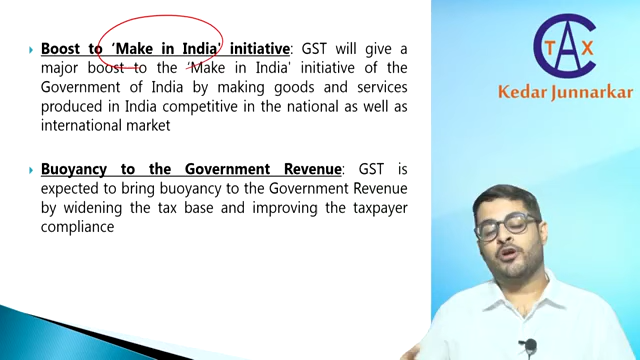 Boost to ‘Make in India’ initiative: GST will give a
major boost to the ‘Make in India' initiative of the
Government of India by making goods and services
produced in India competitive in the national as well as
international market
Buoyancy to the Government Revenue: GST is
expected to bring buoyancy to the Government Revenue
by widening the tax base and improving the taxpayer
compliance
CTAX
Kedar Junnarkar